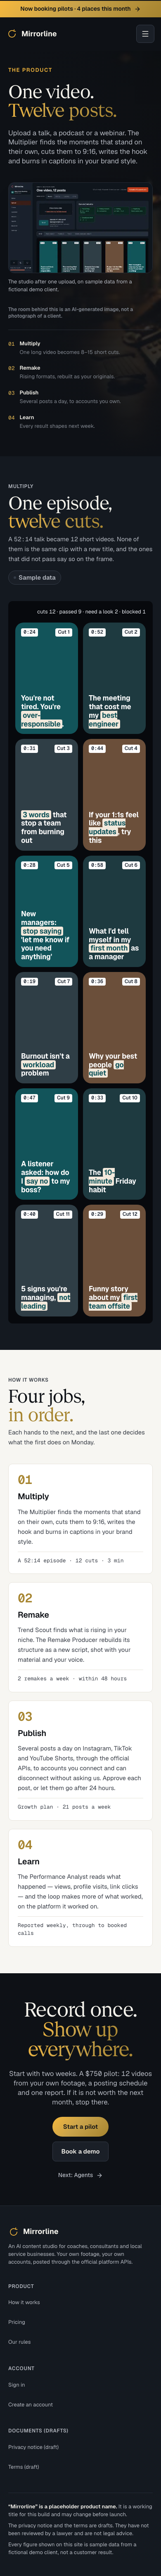 Now booking pilots · 4 places this month →
Mirrorline
THE PRODUCT
One video.
Twelve posts.
Upload a talk, a podcast or a webinar. The
Multiplier finds the moments that stand on
their own, cuts them to 9:16, writes the hook
and burns in captions in your brand style.
The studio after one upload, on sample data from a
fictional demo client.
The room behind this is an AI-generated image, not a
photograph of a client.
01 Multiply
One long video becomes 8–15 short cuts.
02 Remake
Rising formats, rebuilt as your originals.
03 Publish
Several posts a day, to accounts you own.
04 Learn
Every result shapes next week.
MULTIPLY
One episode,
twelve cuts.
A 52:14 talk became 12 short videos. None of
them is the same clip with a new title, and none
of them did not pass say so on the frame.
Sample data
cuts 12 · passed 9 · need a look 2 · blocked 1
0:24 Cut 1
You're not
tired. You're
over-
responsible.
0:52 Cut 2
The meeting
that cost me
my best
engineer
0:31 Cut 3
3 words that
stop a team
from burning
out
0:44 Cut 4
If your 1:1s feel
like status
updates, try
this
0:28 Cut 5
New
managers:
stop saying
'let me know if
you need
anything'
0:58 Cut 6
What I'd tell
myself in my
first month as
a manager
0:19 Cut 7
Burnout isn't a
workload
problem
0:36 Cut 8
Why your best
people go
quiet
0:47 Cut 9
A listener
asked: how do
I say no to my
boss?
0:33 Cut 10
The 10-
minute Friday
habit
0:40 Cut 11
5 signs you're
managing, not
leading
0:29 Cut 12
Funny story
about my first
team offsite
HOW IT WORKS
Four jobs,
in order.
Each hands to the next, and the last one decides
what the first does on Monday.
01
Multiply
The Multiplier finds the moments that stand
on their own, cuts them to 9:16, writes the
hook and burns in captions in your brand
style.
A 52:14 episode · 12 cuts · 3 min
02
Remake
Trend Scout finds what is rising in your
niche. The Remake Producer rebuilds its
structure as a new script, shot with your
material and your voice.
2 remakes a week · within 48 hours
03
Publish
Several posts a day on Instagram, TikTok
and YouTube Shorts, through the official
APIs, to accounts you connect and can
disconnect without asking us. Approve each
post, or let them go after 24 hours.
Growth plan · 21 posts a week
04
Learn
The Performance Analyst reads what
happened — views, profile visits, link clicks
— and the loop makes more of what worked,
on the platform it worked on.
Reported weekly, through to booked
calls
Record once.
Show up
everywhere.
Start with two weeks. A $750 pilot: 12 videos
from your own footage, a posting schedule
and one report. If it is not worth the next
month, stop there.
Start a pilot
Book a demo
Next: Agents →
Mirrorline
An AI content studio for coaches, consultants and local
service businesses. Your own footage, your own
accounts, posted through the official platform APIs.
PRODUCT
How it works
Pricing
Our rules
ACCOUNT
Sign in
Create an account
DOCUMENTS (DRAFTS)
Privacy notice (draft)
Terms (draft)
"Mirrorline" is a placeholder product name. It is a working
title for this build and may change before launch.
The privacy notice and the terms are drafts. They have not
been reviewed by a lawyer and are not legal advice.
Every figure shown on this site is sample data from a
fictional demo client, not a customer result.